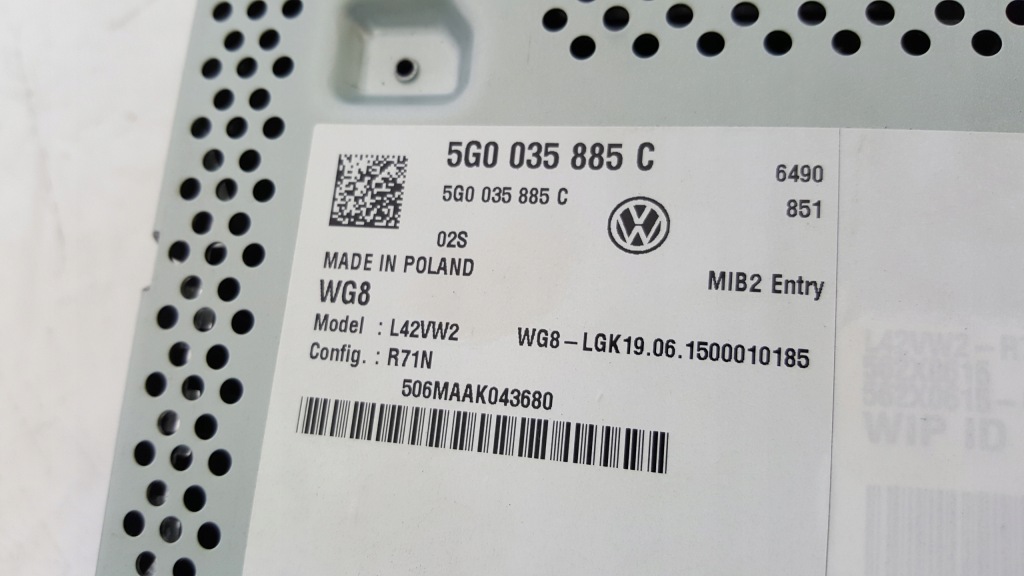 5G0 035 885 C
5G0 035 885 C
6490
851
02S
MADE IN POLAND
WG8
MIB2 Entry
Model : L42VW2
WG8-LGK19.06.1500010185
Config. : R71N
506MAAK043680
WIP ID